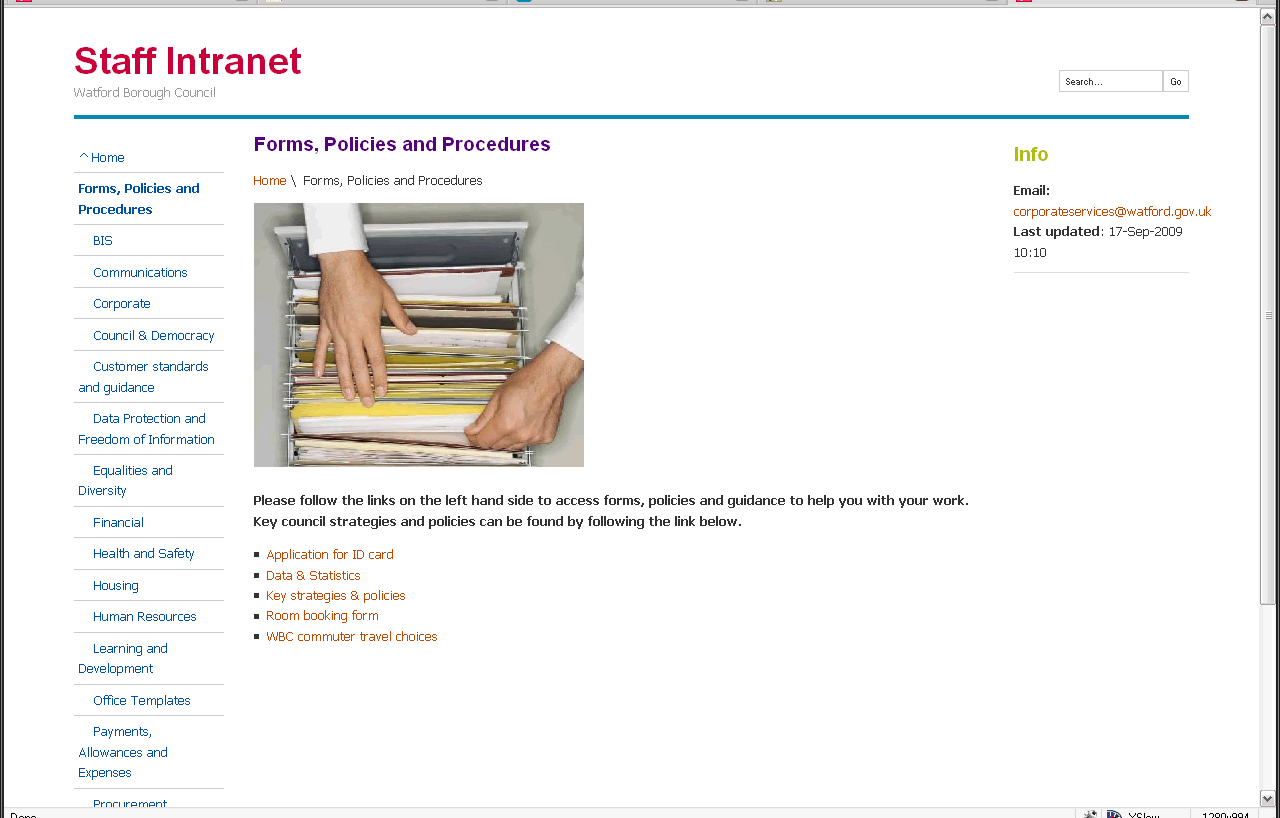 Staff Intranet
Watford Borough Council
Search...
Go
^ Home
Forms, Policies and
Procedures
BIS
Communications
Corporate
Council & Democracy
Customer standards
and guidance
Data Protection and
Freedom of Information
Equalities and
Diversity
Financial
Health and Safety
Housing
Human Resources
Learning and
Development
Office Templates
Payments,
Allowances and
Expenses
Procurement
Forms, Policies and Procedures
Home \ Forms, Policies and Procedures
Please follow the links on the left hand side to access forms, policies and guidance to help you with your work.
Key council strategies and policies can be found by following the link below.
Application for ID card
Data & Statistics
Key strategies & policies
Room booking form
WBC commuter travel choices
Info
Email:
corporateservices@watford.gov.uk
Last updated: 17-Sep-2009
10:10
Done
YSlow
1280x994